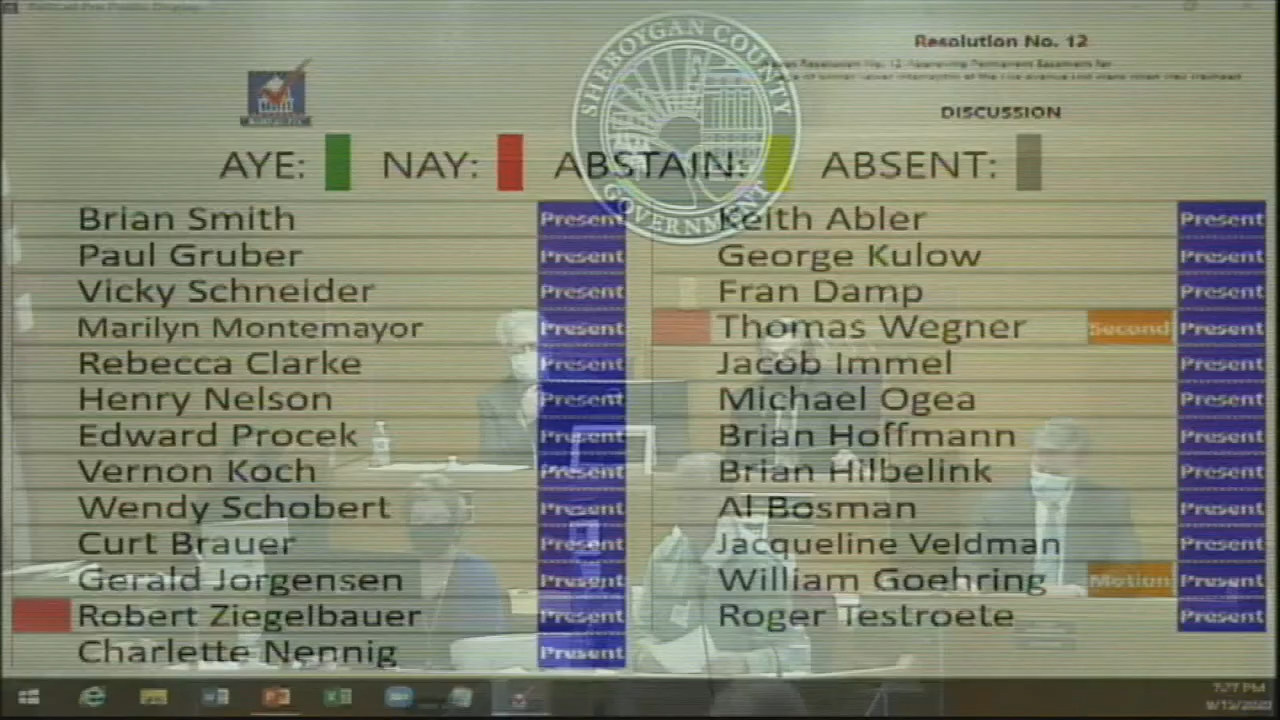 Resolution No. 12
DISCUSSION
SHEBOYGAN COUNTY
GOVERNMENT
AYE: NAY: ABSTAIN: ABSENT:
Brian Smith Present Keith Abler Present
Paul Gruber Present George Kulow Present
Vicky Schneider Present Fran Damp Present
Marilyn Montemayor Present Thomas Wegner Second Present
Rebecca Clarke Present Jacob Immel Present
Henry Nelson Present Michael Ogea Present
Edward Procek Present Brian Hoffmann Present
Vernon Koch Present Brian Hilbelink Present
Wendy Schobert Present Al Bosman Present
Curt Brauer Present Jacqueline Veldman Present
Gerald Jorgensen Present William Goehring Motion Present
Robert Ziegelbauer Present Roger Testroete Present
Charlette Nennig Present
7:27 PM